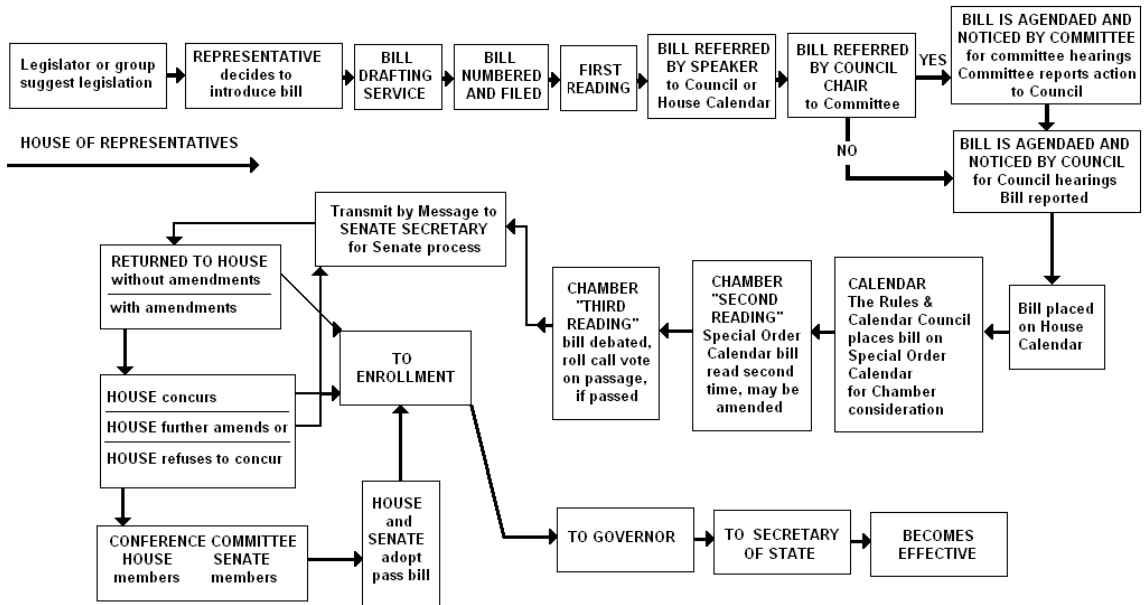 Legislator or group
suggest legislation
REPRESENTATIVE
decides to
introduce bill
BILL
DRAFTING
SERVICE
BILL
NUMBERED
AND FILED
FIRST
READING
BILL REFERRED
BY SPEAKER
to Council or
House Calendar
BILL REFERRED
BY COUNCIL
CHAIR
to Committee
YES
NO
BILL IS AGENDAED AND
NOTICED BY COMMITTEE
for committee hearings
Committee reports action
to Council
HOUSE OF REPRESENTATIVES
BILL IS AGENDAED AND
NOTICED BY COUNCIL
for Council hearings
Bill reported
Bill placed
on House
Calendar
CALENDAR
The Rules &
Calendar Council
places bill on
Special Order
Calendar
for Chamber
consideration
CHAMBER
"SECOND
READING"
Special Order
Calendar bill
read second
time, may be
amended
CHAMBER
"THIRD
READING"
bill debated,
roll call vote
on passage,
if passed
Transmit by Message to
SENATE SECRETARY
for Senate process
RETURNED TO HOUSE
without amendments
with amendments
HOUSE concurs
HOUSE further amends or
HOUSE refuses to concur
TO
ENROLLMENT
CONFERENCE COMMITTEE
HOUSE SENATE
members members
HOUSE
and
SENATE
adopt
pass bill
TO GOVERNOR
TO SECRETARY
OF STATE
BECOMES
EFFECTIVE